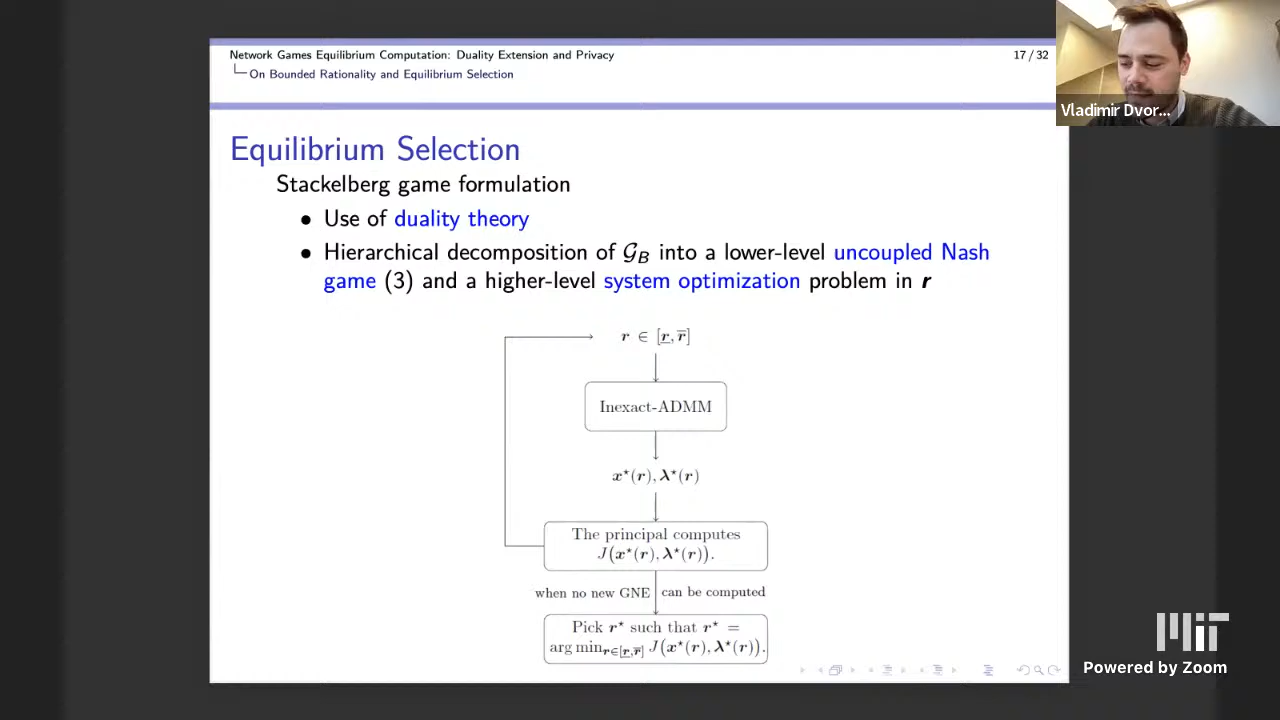 Network Games Equilibrium Computation: Duality Extension and Privacy
17 / 32
On Bounded Rationality and Equilibrium Selection
Vladimir Dvor...
Equilibrium Selection
Stackelberg game formulation
• Use of duality theory
• Hierarchical decomposition of 𝒢_B into a lower-level uncoupled Nash
game (3) and a higher-level system optimization problem in r
r ∈ [r̲, r̅]
Inexact-ADMM
x⋆(r), λ⋆(r)
The principal computes
J(x⋆(r), λ⋆(r)).
when no new GNE can be computed
Pick r⋆ such that r⋆ =
arg min_{r∈[r̲,r̅]} J(x⋆(r), λ⋆(r)).
MIT
Powered by Zoom